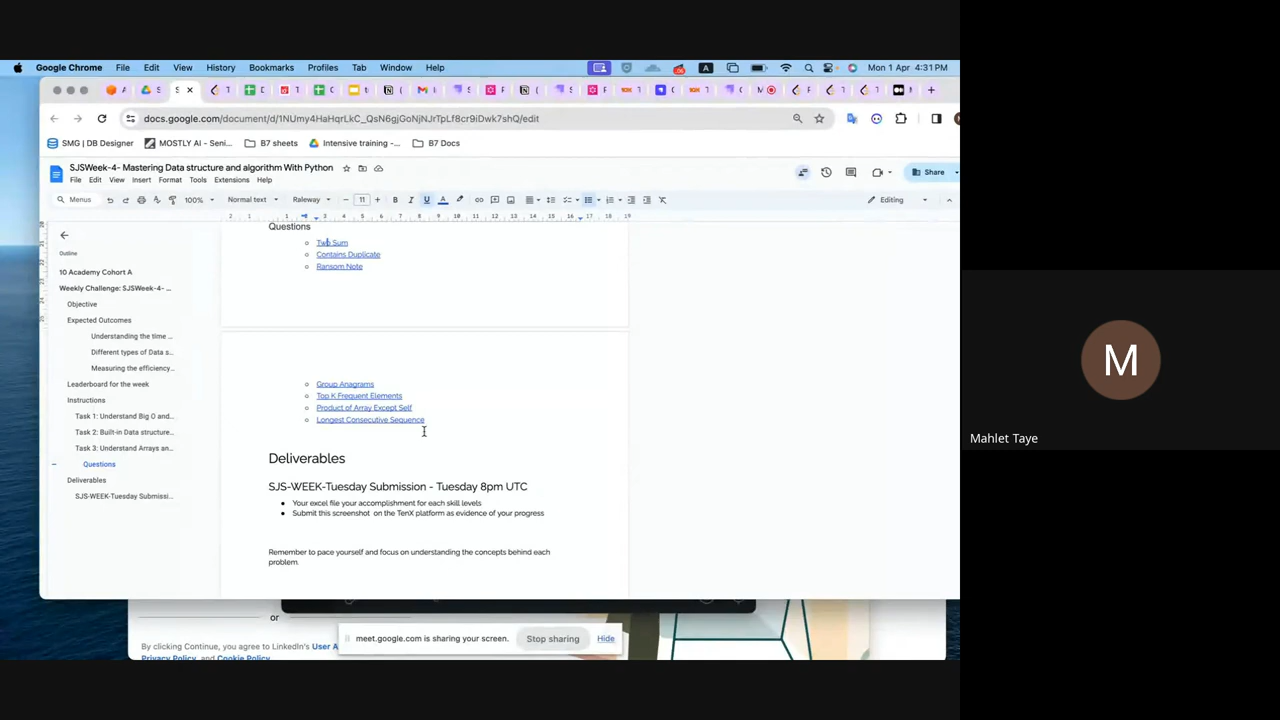 Google Chrome File Edit View History Bookmarks Profiles Tab Window Help Mon 1 Apr 4:31 PM
docs.google.com/document/d/1NUmy4HaHqrLkC_QsN6gjGoNjNJrTpLf8cr9iDwk7shQ/edit
SMG | DB Designer MOSTLY AI - Seni... B7 sheets Intensive training -... B7 Docs
SJSWeek-4- Mastering Data structure and algorithm With Python
File Edit View Insert Format Tools Extensions Help
Share
Menus 100% Normal text Raleway 11 Editing
Outline
10 Academy Cohort A
Weekly Challenge: SJSWeek-4- ...
Objective
Expected Outcomes
Understanding the time ...
Different types of Data s...
Measuring the efficiency...
Leaderboard for the week
Instructions
Task 1: Understand Big O and...
Task 2: Built-in Data structure...
Task 3: Understand Arrays an...
Questions
Deliverables
SJS-WEEK-Tuesday Submissi...
Questions
Two Sum
Contains Duplicate
Ransom Note
Group Anagrams
Top K Frequent Elements
Product of Array Except Self
Longest Consecutive Sequence
Deliverables
SJS-WEEK-Tuesday Submission - Tuesday 8pm UTC
Your excel file your accomplishment for each skill levels
Submit this screenshot on the TenX platform as evidence of your progress
Remember to pace yourself and focus on understanding the concepts behind each
problem.
or
By clicking Continue, you agree to LinkedIn's User A
Privacy Policy, and Cookie Policy.
meet.google.com is sharing your screen. Stop sharing Hide
M
Mahlet Taye